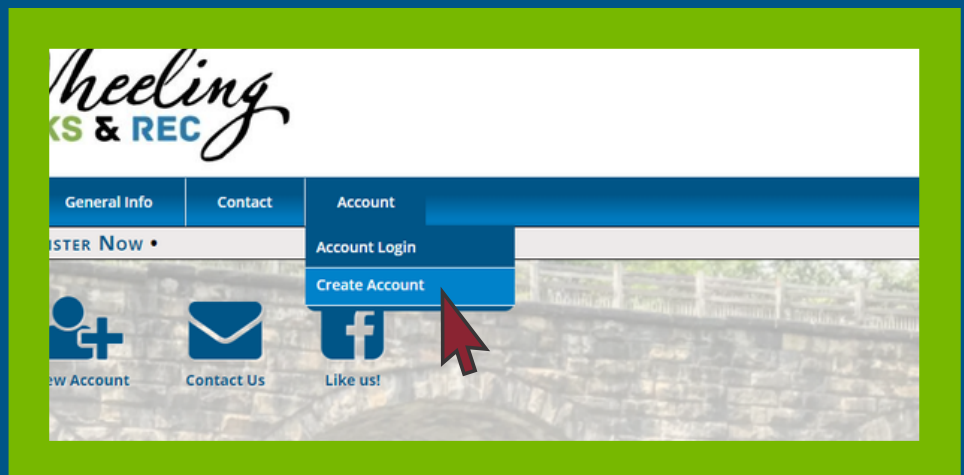 heeling
KS & REC
General Info Contact Account
ISTER NOW •
Account Login
Create Account
ew Account Contact Us Like us!